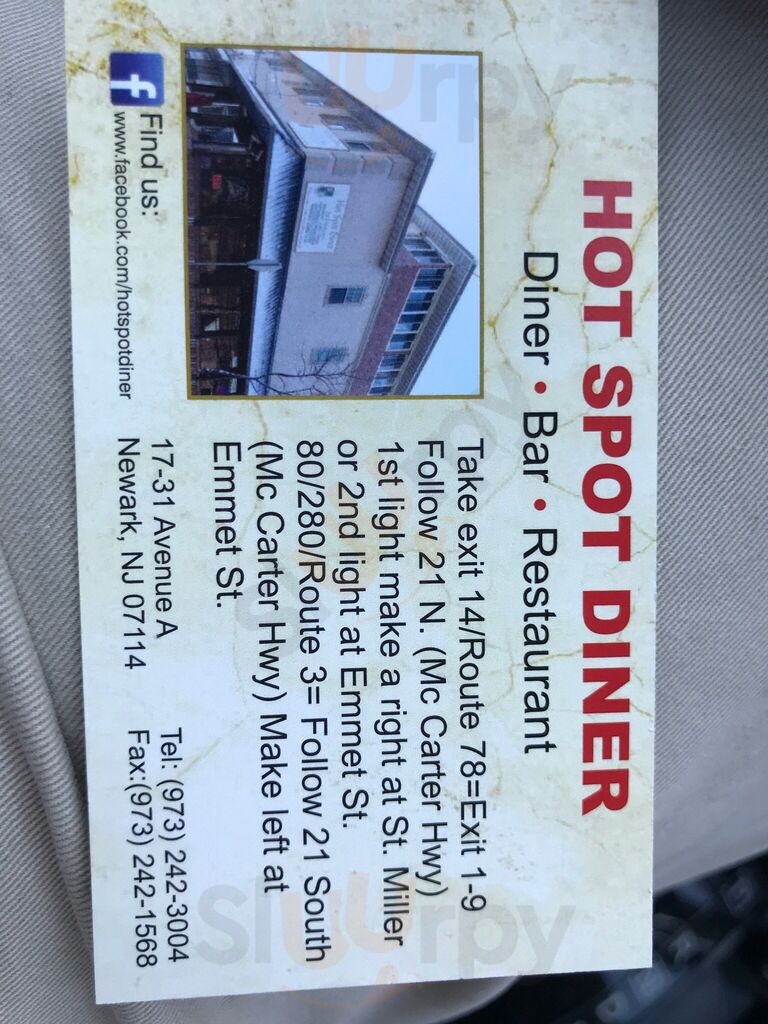 HOT SPOT DINER
Diner • Bar • Restaurant
Take exit 14/Route 78=Exit 1-9
Follow 21 N. (Mc Carter Hwy)
1st light make a right at St. Miller
or 2nd light at Emmet St.
80/280/Route 3= Follow 21 South
(Mc Carter Hwy) Make left at
Emmet St.
f Find us:
www.facebook.com/hotspotdiner
17-31 Avenue A
Newark, NJ 07114
Tel: (973) 242-3004
Fax:(973) 242-1568
Sluurpy